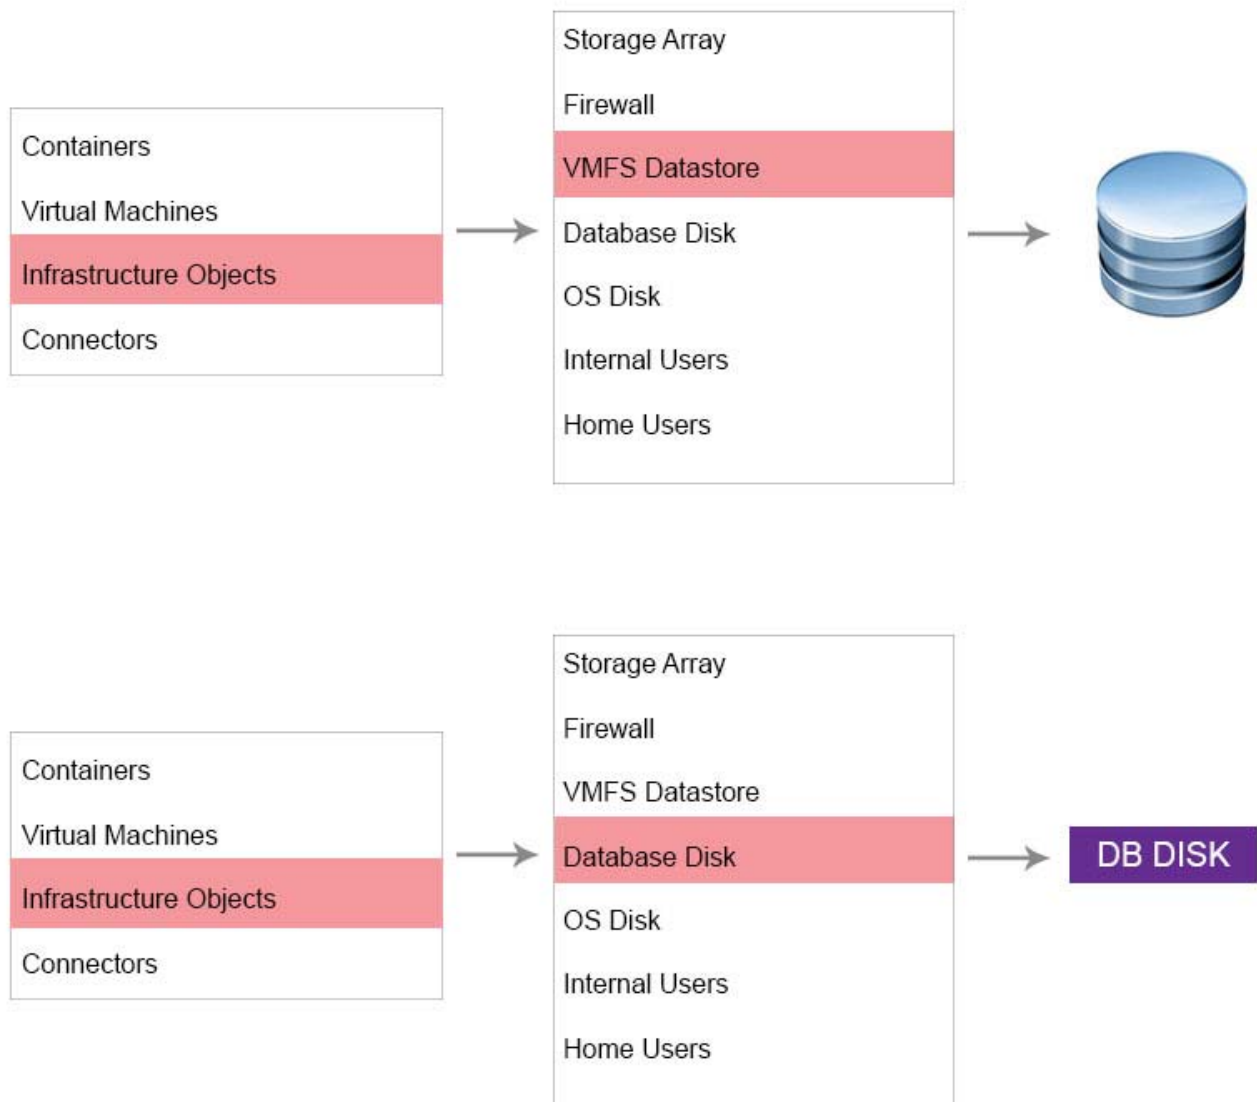 Containers
Virtual Machines
Infrastructure Objects
Connectors
Storage Array
Firewall
VMFS Datastore
Database Disk
OS Disk
Internal Users
Home Users
Containers
Virtual Machines
Infrastructure Objects
Connectors
Storage Array
Firewall
VMFS Datastore
Database Disk
OS Disk
Internal Users
Home Users
DB DISK